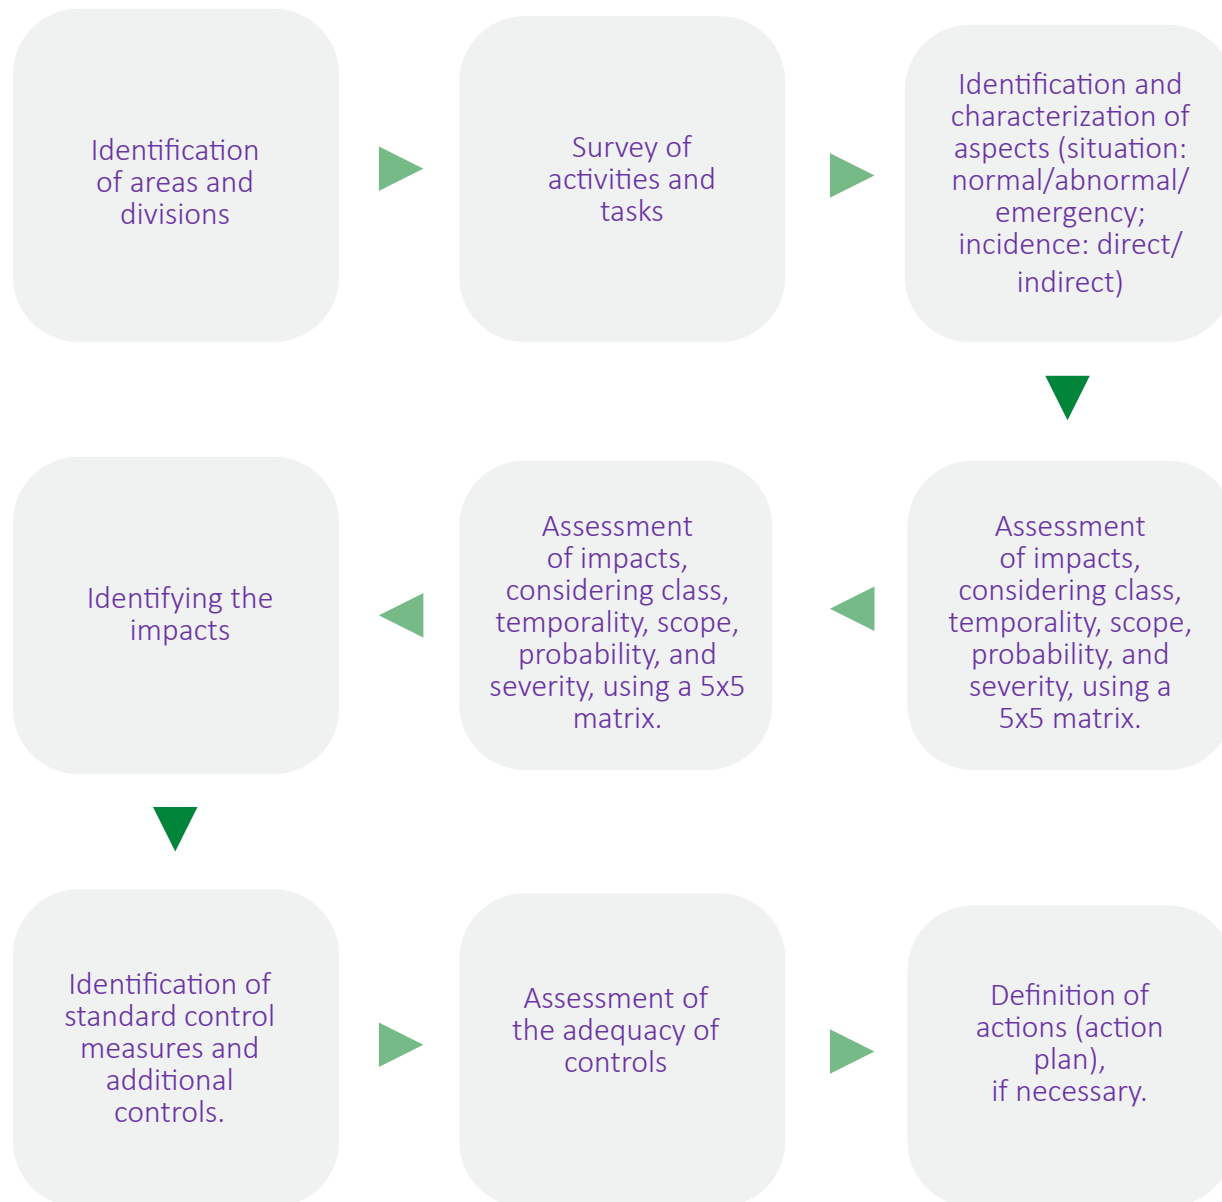 Identification
of areas and
divisions
Survey of
activities and
tasks
Identification and
characterization of
aspects (situation:
normal/abnormal/
emergency;
incidence: direct/
indirect)
Assessment
of impacts,
considering class,
temporality, scope,
probability, and
severity, using a
5x5 matrix.
Assessment
of impacts,
considering class,
temporality, scope,
probability, and
severity, using a 5x5
matrix.
Identifying the
impacts
Identification of
standard control
measures and
additional
controls.
Assessment of
the adequacy of
controls
Definition of
actions (action
plan),
if necessary.